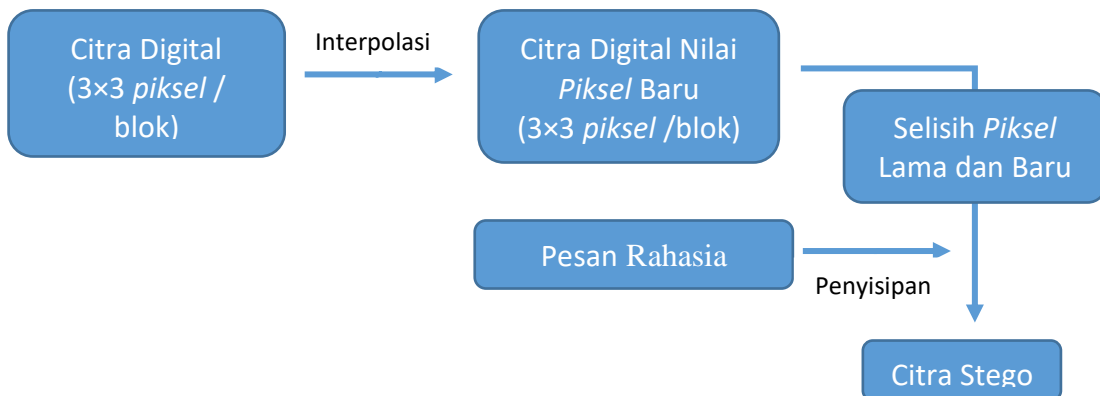 Citra Digital
(3×3 piksel /
blok)
Interpolasi
Citra Digital Nilai
Piksel Baru
(3×3 piksel /blok)
Selisih Piksel
Lama dan Baru
Pesan Rahasia
Penyisipan
Citra Stego